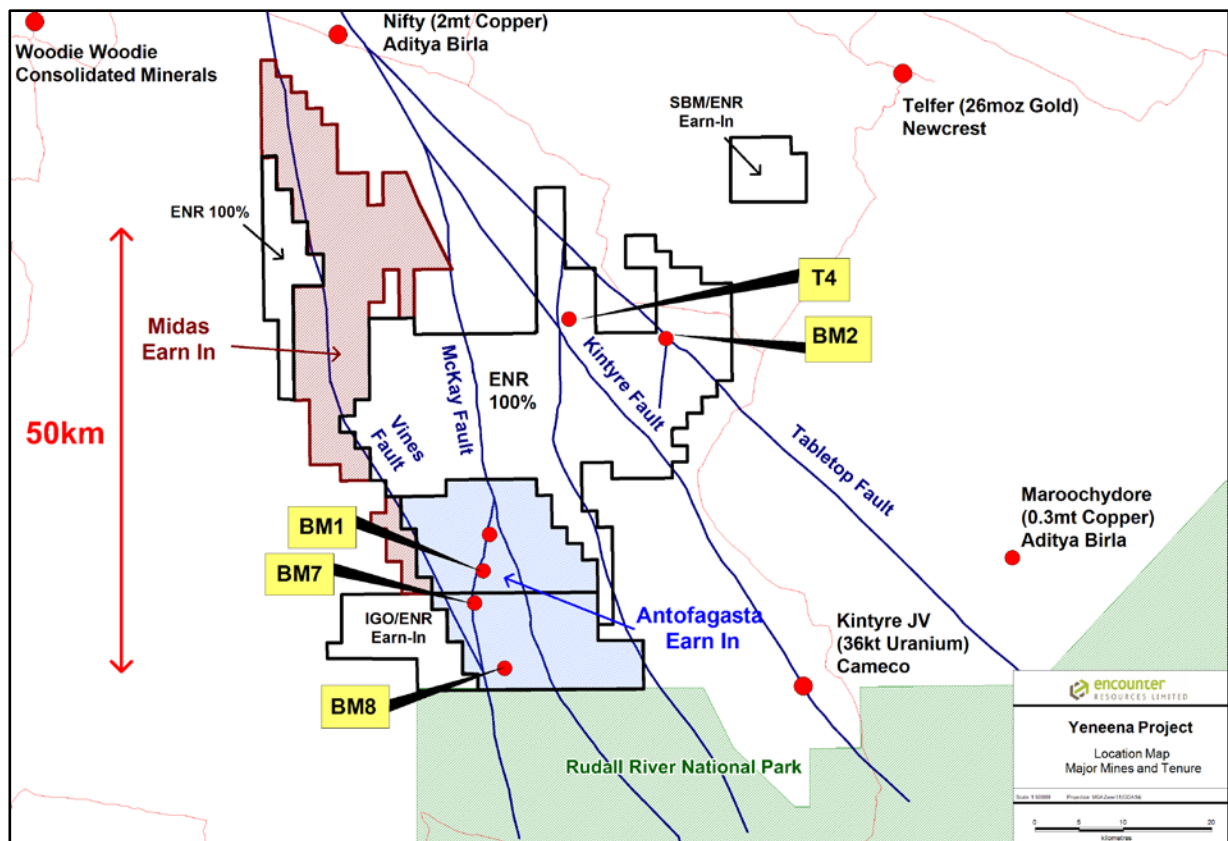 Nifty (2mt Copper)
Aditya Birla
Woodie Woodie
Consolidated Minerals
Telfer (26moz Gold)
Newcrest
SBM/ENR
Earn-In
ENR 100%
T4
BM2
Midas
Earn In
McKay Fault
ENR
100%
Kintyre Fault
50km
Vines
Fault
Tabletop Fault
Maroochydore
(0.3mt Copper)
Aditya Birla
BM1
BM7
IGO/ENR
Earn-In
Antofagasta
Earn In
Kintyre JV
(36kt Uranium)
Cameco
BM8
Rudall River National Park
encounter
RESOURCES LIMITED
Yeneena Project
Location Map
Major Mines and Tenure
0 5 10 20
kilometres